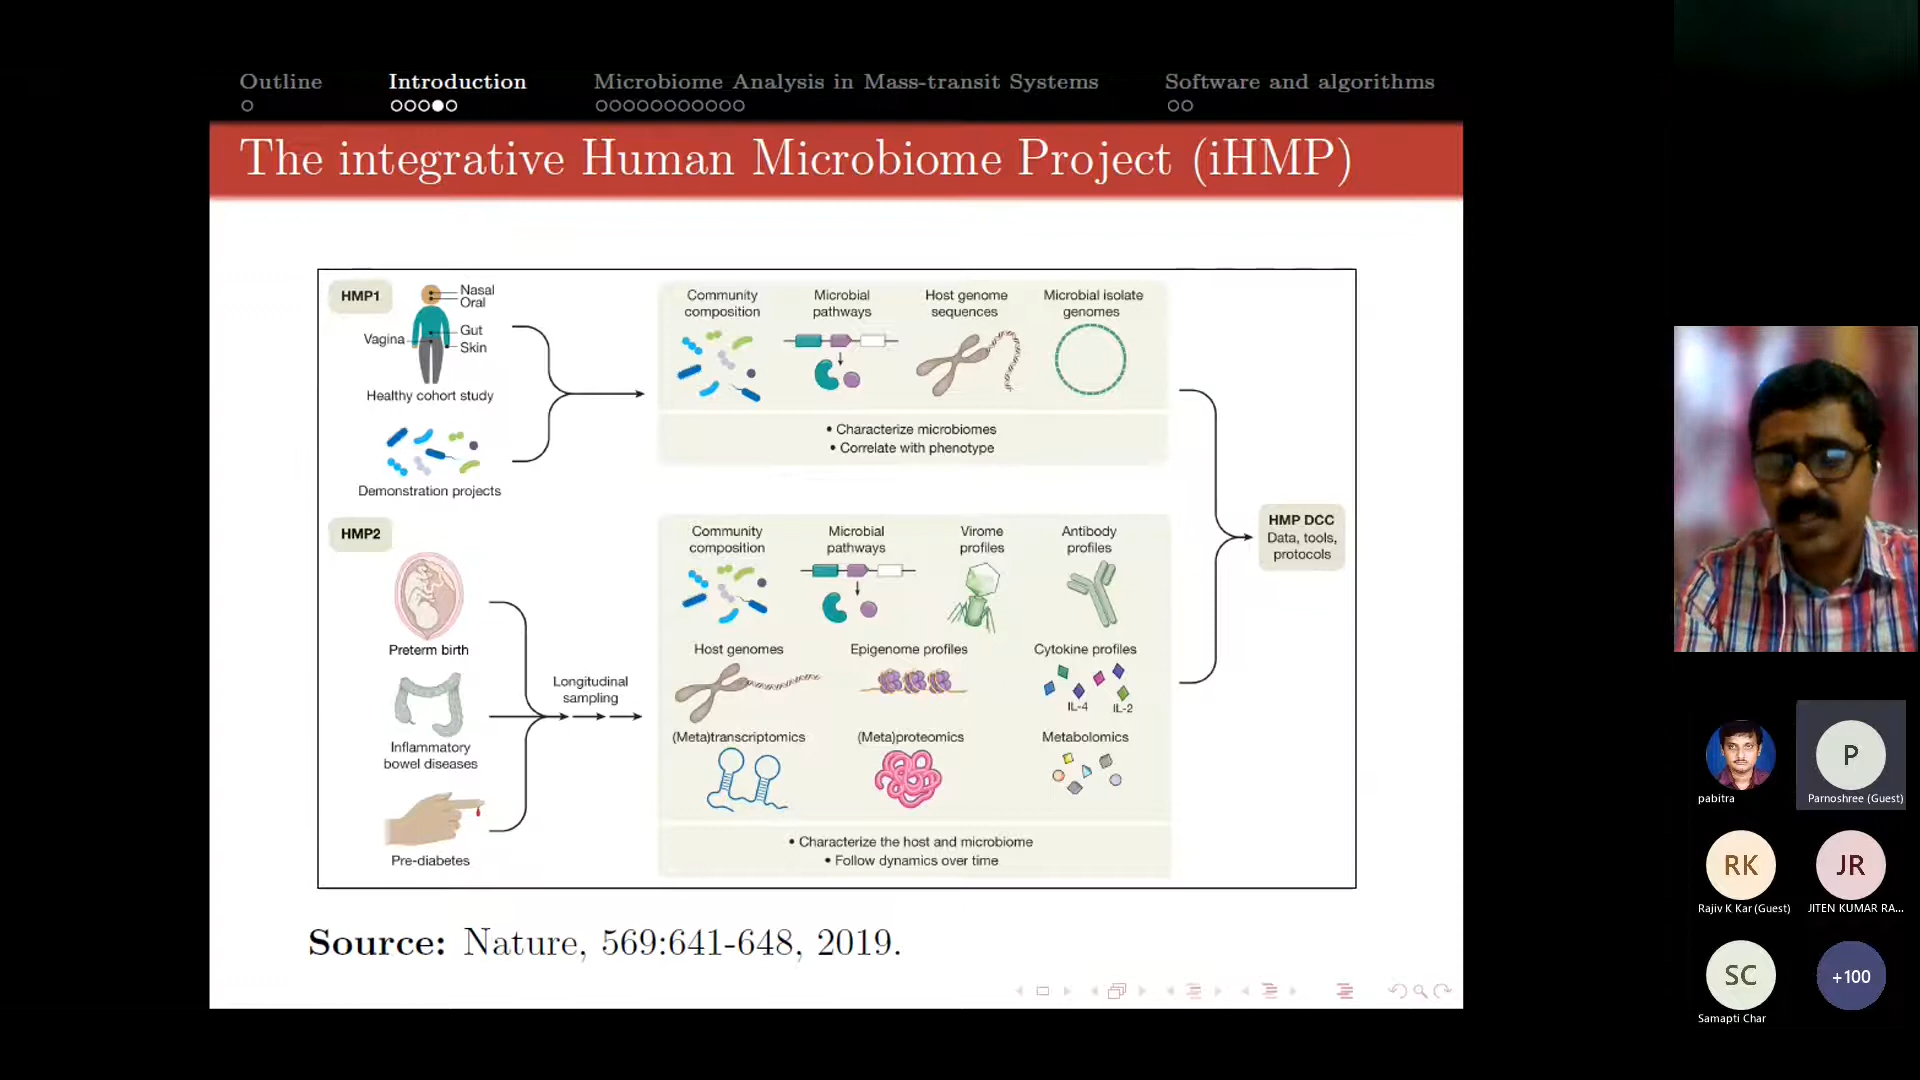 Outline
Introduction
Microbiome Analysis in Mass-transit Systems
Software and algorithms
The integrative Human Microbiome Project (iHMP)
HMP1
Nasal
Oral
Gut
Vagina
Skin
Healthy cohort study
Demonstration projects
Community
composition
Microbial
pathways
Host genome
sequences
Microbial isolate
genomes
• Characterize microbiomes
• Correlate with phenotype
HMP2
Preterm birth
Inflammatory
bowel diseases
Pre-diabetes
Longitudinal
sampling
Community
composition
Microbial
pathways
Virome
profiles
Antibody
profiles
Host genomes
Epigenome profiles
Cytokine profiles
IL-4
IL-2
(Meta)transcriptomics
(Meta)proteomics
Metabolomics
• Characterize the host and microbiome
• Follow dynamics over time
HMP DCC
Data, tools,
protocols
Source: Nature, 569:641-648, 2019.
pabitra
P
Parnoshree (Guest)
RK
Rajiv K Kar (Guest)
JR
JITEN KUMAR RA...
SC
Samapti Char
+100